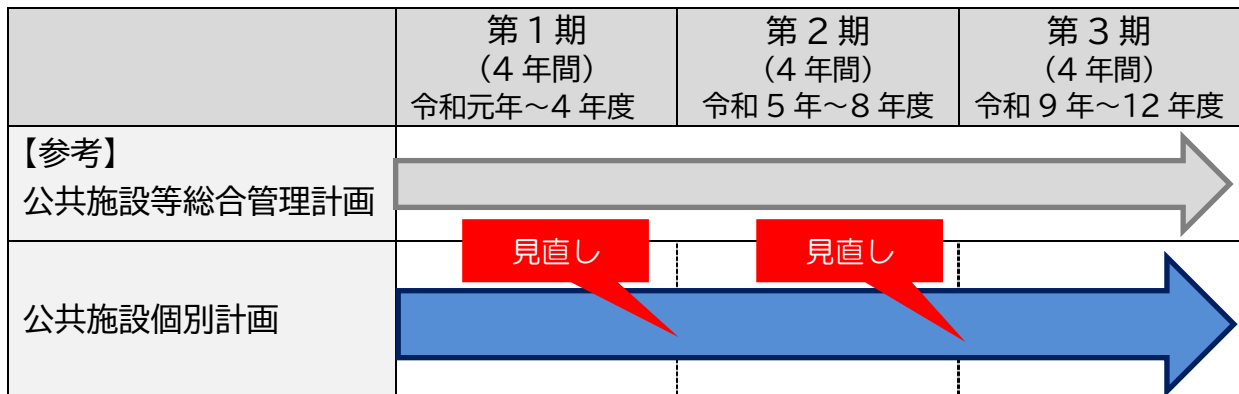 第1期
(4年間)
令和元年~4年度
第2期
(4年間)
令和5年~8年度
第3期
(4年間)
令和9年~12年度
【参考】
公共施設等総合管理計画
見直し
見直し
公共施設個別計画